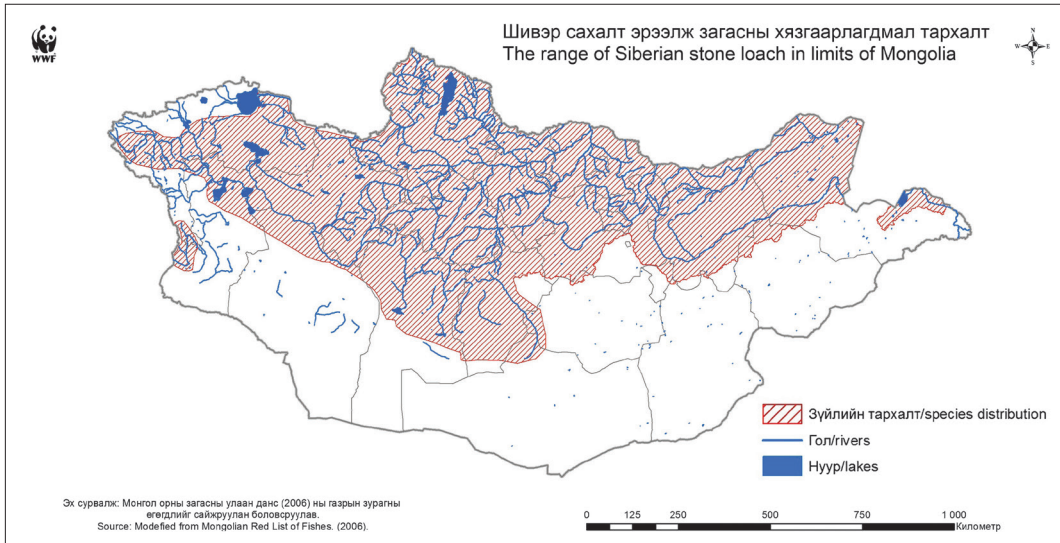 WWF
Шивэр сахалт эрээлж загасны хязгаарлагдмал тархалт
The range of Siberian stone loach in limits of Mongolia
N
W E
S
Зүйлийн тархалт/species distribution
Гол/rivers
Нуур/lakes
Эх сурвалж: Монгол орны загасны улаан данс (2006) ны газрын зурагны
өгөгдлийг сайжруулан боловсруулав.
Source: Modefied from Mongolian Red List of Fishes. (2006).
0 125 250 500 750 1 000
Километр